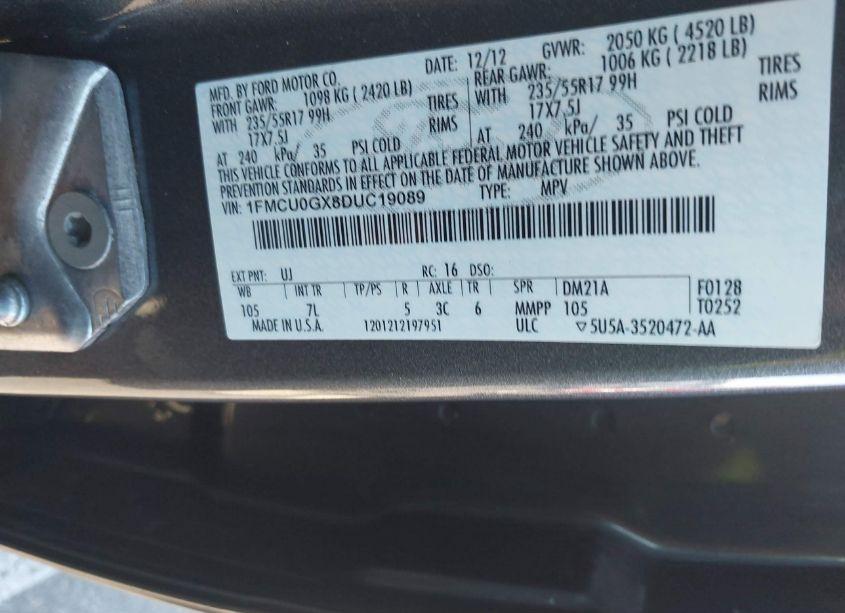 MFD. BY FORD MOTOR CO. DATE: 12/12 GVWR: 2050 KG ( 4520 LB)
FRONT GAWR: 1098 KG ( 2420 LB) REAR GAWR: 1006 KG ( 2218 LB)
WITH 235/55R17 99H TIRES WITH 235/55R17 99H TIRES
17X7.5J RIMS 17X7.5J RIMS
AT 240 kPa/ 35 PSI COLD AT 240 kPa/ 35 PSI COLD
THIS VEHICLE CONFORMS TO ALL APPLICABLE FEDERAL MOTOR VEHICLE SAFETY AND THEFT
PREVENTION STANDARDS IN EFFECT ON THE DATE OF MANUFACTURE SHOWN ABOVE.
VIN: 1FMCU0GX8DUC19089 TYPE: MPV
EXT PNT: UJ RC: 16 DSO:
WB INT TR TP/PS R AXLE TR SPR DM21A F0128
105 7L 5 3C 6 MMPP 105 T0252
MADE IN U.S.A. 1201212197951 ULC ▽5U5A-3520472-AA